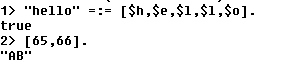 1> "hello" =:= [$h,$e,$l,$l,$o].
true
2> [65,66].
"AB"